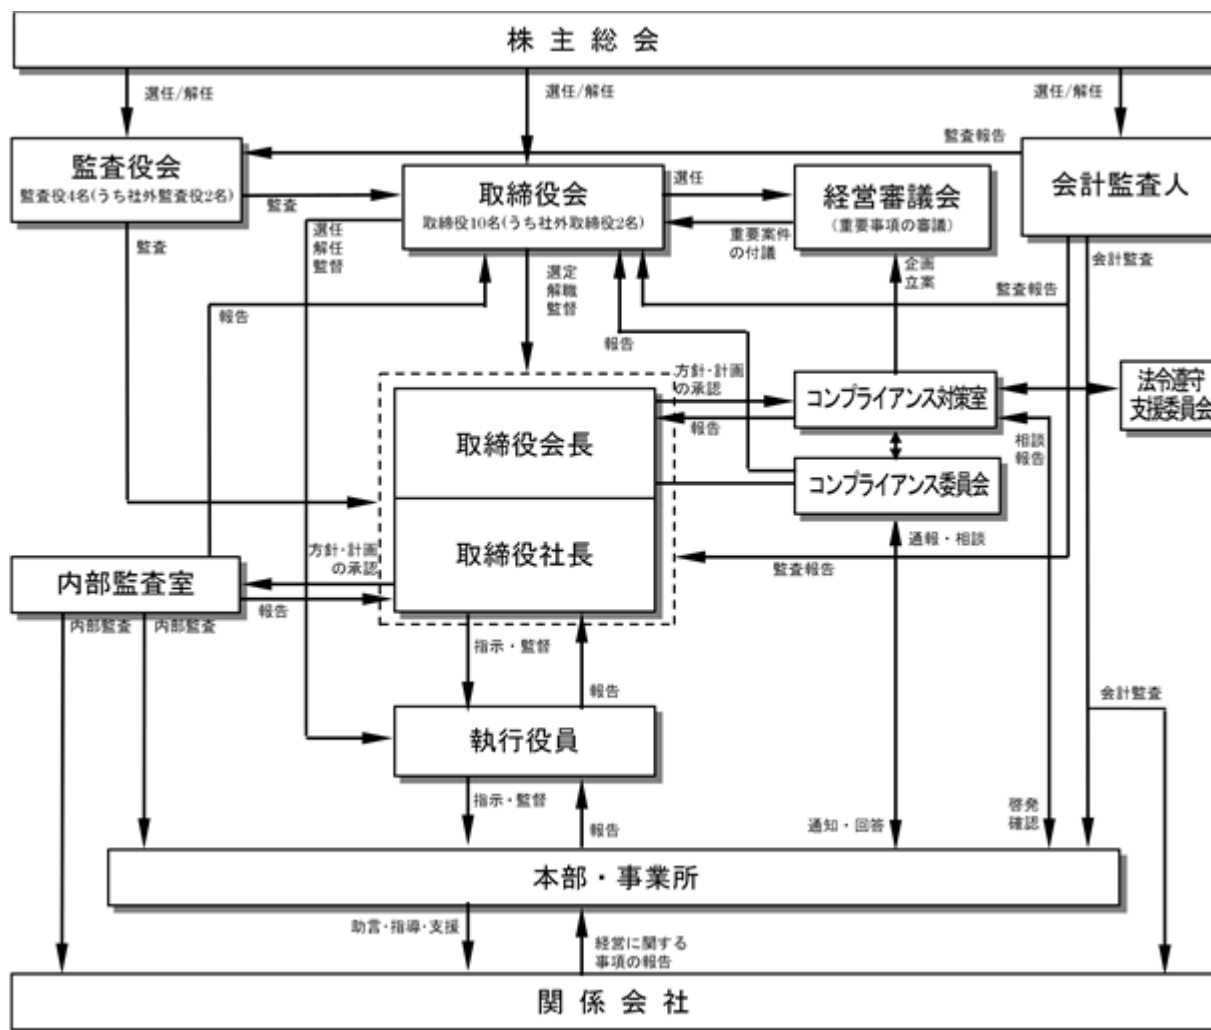 株主総会
選任/解任
選任/解任
選任/解任
監査報告
監査役会
監査役4名(うち社外監査役2名)
監査
取締役会
取締役10名(うち社外取締役2名)
選任
経営審議会
(重要事項の審議)
会計監査人
監査
選任
解任
監督
重要案件
の付議
選定
解職
監督
企画
立案
会計監査
監査報告
報告
報告
方針・計画
の承認
コンプライアンス対策室
法令遵守
支援委員会
報告
取締役会長
相談
報告
コンプライアンス委員会
取締役社長
通報・相談
方針・計画
の承認
監査報告
内部監査室
報告
内部監査
内部監査
指示・監督
報告
会計監査
執行役員
指示・監督
報告
通知・回答
啓発
確認
本部・事業所
助言・指導・支援
経営に関する
事項の報告
関係会社